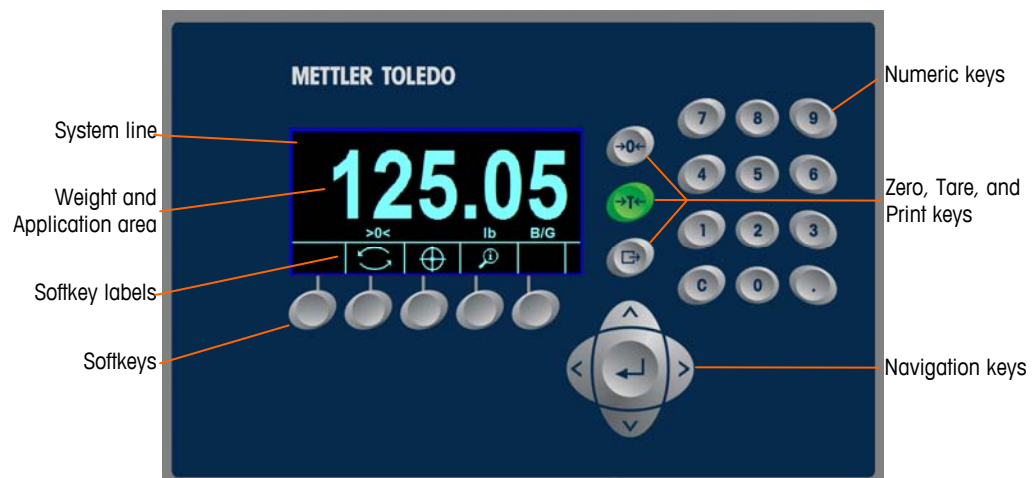 METTLER TOLEDO
System line
Weight and
Application area
Softkey labels
Softkeys
125.05
>0<
lb
B/G
→0←
→T←
7 8 9
4 5 6
1 2 3
C 0 .
Numeric keys
Zero, Tare, and
Print keys
Navigation keys